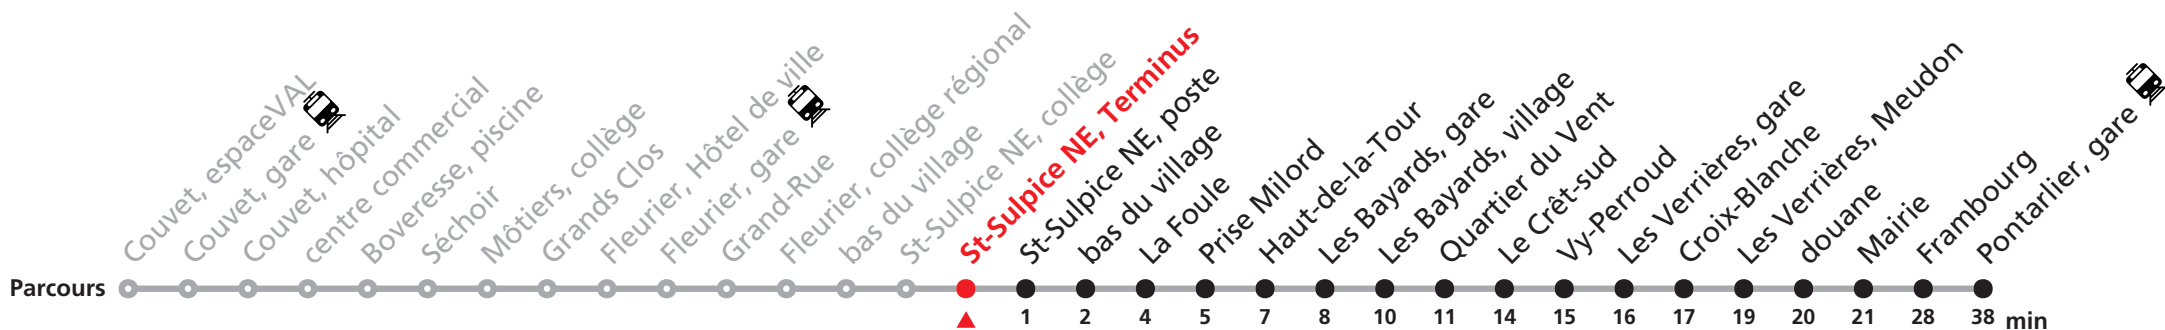 Couvet, espaceVAL
Couvet, gare
Couvet, hôpital
centre commercial
Boveresse, piscine
Séchoir
Môtiers, collège
Grands Clos
Fleurier, Hôtel de ville
Fleurier, gare
Grand-Rue
Fleurier, collège régional
bas du village
St-Sulpice NE, collège
St-Sulpice NE, Terminus
St-Sulpice NE, poste
bas du village
La Foule
Prise Milord
Haut-de-la-Tour
Les Bayards, gare
Les Bayards, village
Quartier du Vent
Le Crêt-sud
Vy-Perroud
Les Verrières, gare
Croix-Blanche
Les Verrières, Meudon
douane
Mairie
Frambourg
Pontarlier, gare
Parcours
1 2 4 5 7 8 10 11 14 15 16 17 19 20 21 28 38 min